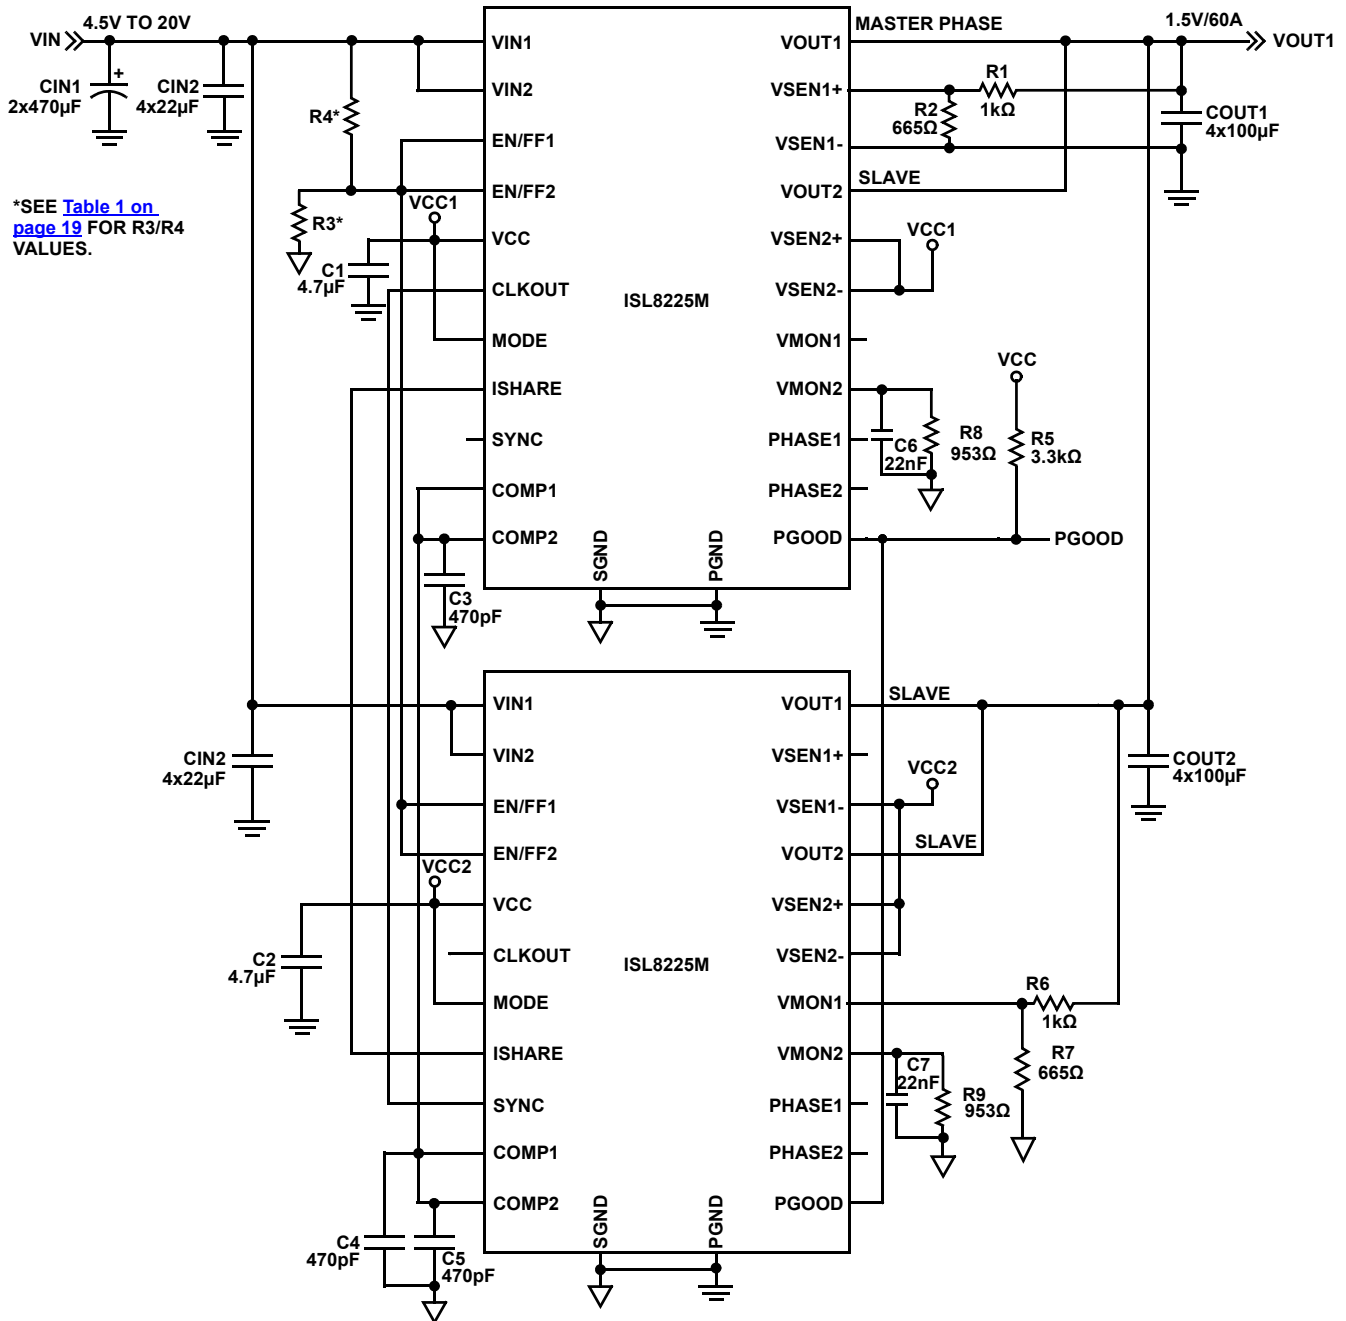 4.5V TO 20V
VIN
CIN1
+
2x470µF
CIN2
4x22µF
R4*
R3*
*SEE Table 1 on
page 19 FOR R3/R4
VALUES.
VCC1
C1
4.7µF
VIN1
VIN2
EN/FF1
EN/FF2
VCC
CLKOUT
MODE
ISHARE
SYNC
COMP1
COMP2
C3
470pF
ISL8225M
SGND
PGND
VOUT1
VSEN1+
VSEN1-
VOUT2
VSEN2+
VSEN2-
VMON1
VMON2
PHASE1
PHASE2
PGOOD
MASTER PHASE
1.5V/60A
VOUT1
R1
1kΩ
R2
665Ω
COUT1
4x100µF
SLAVE
VCC1
VCC
C6
22nF
R8
953Ω
R5
3.3kΩ
PGOOD
CIN2
4x22µF
VCC2
C2
4.7µF
VIN1
VIN2
EN/FF1
EN/FF2
VCC
CLKOUT
MODE
ISHARE
SYNC
COMP1
COMP2
C4
470pF
C5
470pF
ISL8225M
SGND
PGND
VOUT1
VSEN1+
VSEN1-
VOUT2
VSEN2+
VSEN2-
VMON1
VMON2
PHASE1
PHASE2
PGOOD
SLAVE
VCC2
SLAVE
COUT2
4x100µF
R6
1kΩ
R7
665Ω
C7
22nF
R9
953Ω